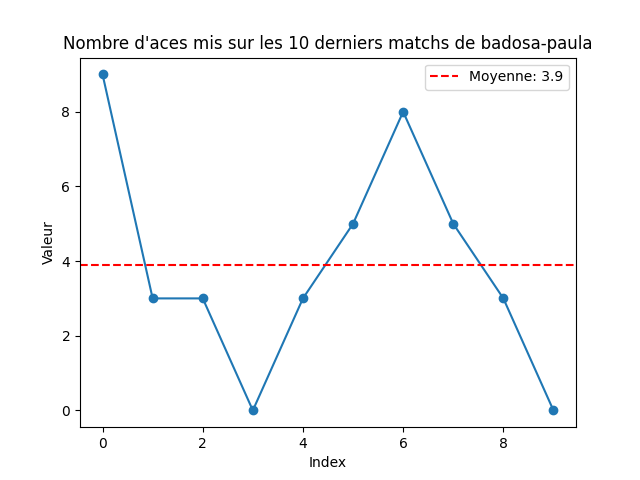 Nombre d'aces mis sur les 10 derniers matchs de badosa-paula
Moyenne: 3.9
Valeur
8
6
4
2
0
0 2 4 6 8
Index